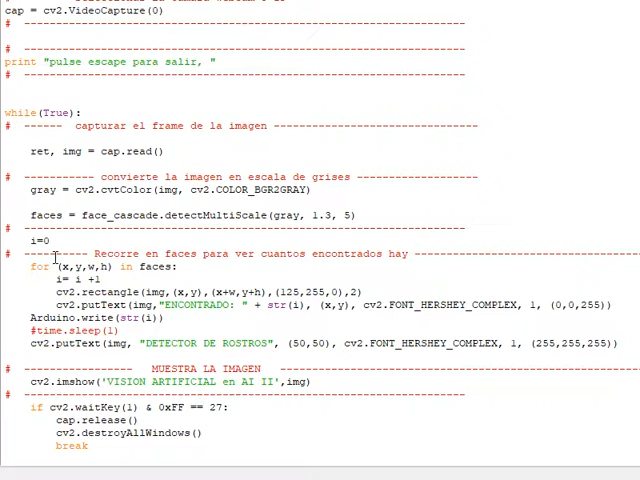 cap = cv2.VideoCapture(0)
# ------------------------------------------------------------------
# ------------------------------------------------------------------
print "pulse escape para salir, "
# ------------------------------------------------------------------
while(True):
#  ------  capturar el frame de la imagen --------------------------------
ret, img = cap.read()
#  ------------ convierte la imagen en escala de grises -------------------
gray = cv2.cvtColor(img, cv2.COLOR_BGR2GRAY)
faces = face_cascade.detectMultiScale(gray, 1.3, 5)
# --------------------------------------------------------------------
i=0
# ---------- Recorre en faces para ver cuantos encontrados hay -----------------------------------
for (x,y,w,h) in faces:
i= i +1
cv2.rectangle(img,(x,y),(x+w,y+h),(125,255,0),2)
cv2.putText(img,"ENCONTRADO: " + str(i), (x,y), cv2.FONT_HERSHEY_COMPLEX, 1, (0,0,255))
Arduino.write(str(i))
#time.sleep(1)
cv2.putText(img, "DETECTOR DE ROSTROS", (50,50), cv2.FONT_HERSHEY_COMPLEX, 1, (255,255,255))
# -----------------   MUESTRA LA IMAGEN   -----------------------------------------------------------
cv2.imshow('VISION ARTIFICIAL en AI II',img)
# --------------------------------------------------------------------
if cv2.waitKey(1) & 0xFF == 27:
cap.release()
cv2.destroyAllWindows()
break